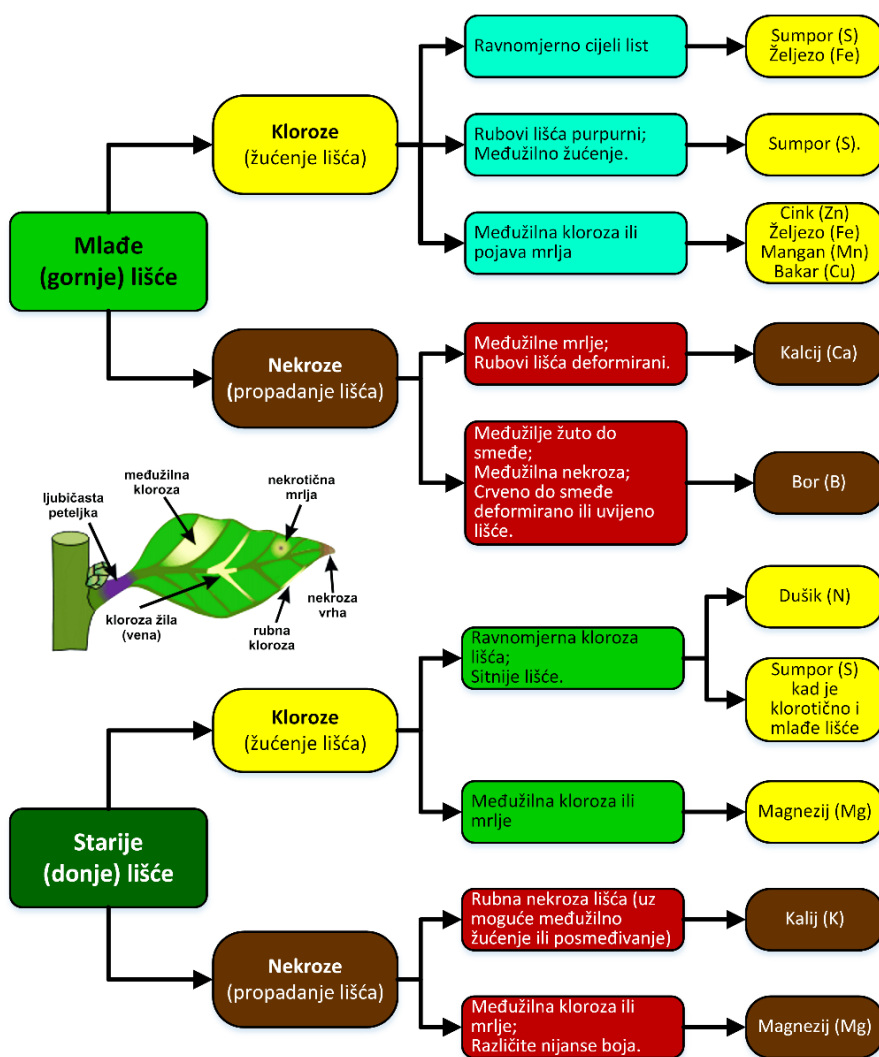 Mlađe
(gornje) lišće
Kloroze
(žućenje lišća)
Ravnomjerno cijeli list
Sumpor (S)
Željezo (Fe)
Rubovi lišća purpurni;
Međužilno žućenje.
Sumpor (S).
Međužilna kloroza ili
pojava mrlja
Cink (Zn)
Željezo (Fe)
Mangan (Mn)
Bakar (Cu)
Nekroze
(propadanje lišća)
Međužilne mrlje;
Rubovi lišća deformirani.
Kalcij (Ca)
Međužilje žuto do
smeđe;
Međužilna nekroza;
Crveno do smeđe
deformirano ili uvijeno
lišće.
Bor (B)
ljubičasta
peteljka
međužilna
kloroza
nekrotična
mrlja
kloroza žila
(vena)
rubna
kloroza
nekroza
vrha
Starije
(donje) lišće
Kloroze
(žućenje lišća)
Ravnomjerna kloroza
lišća;
Sitnije lišće.
Dušik (N)
Sumpor (S)
kad je
klorotično i
mlađe lišće
Međužilna kloroza ili
mrlje
Magnezij (Mg)
Nekroze
(propadanje lišća)
Rubna nekroza lišća (uz
moguće međužilno
žućenje ili posmeđivanje)
Kalij (K)
Međužilna kloroza ili
mrlje;
Različite nijanse boja.
Magnezij (Mg)